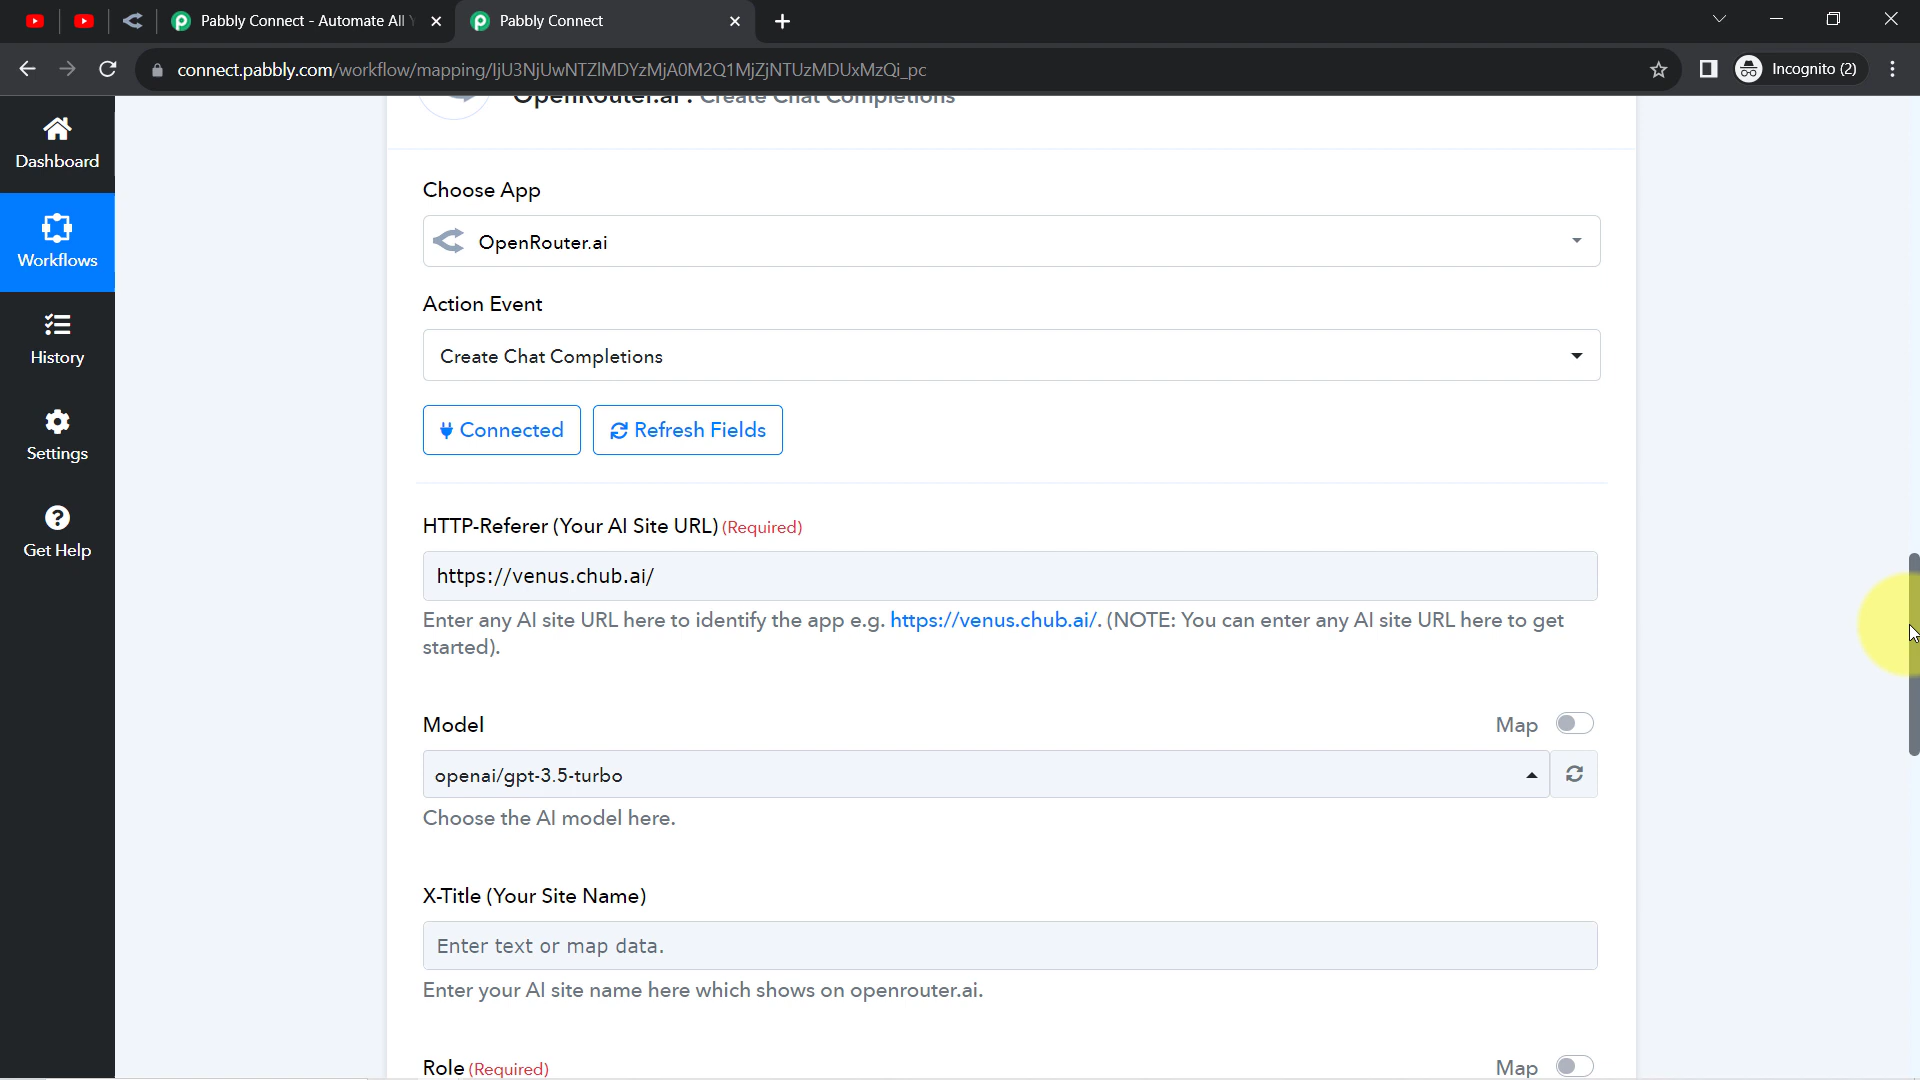 Pabbly Connect - Automate All
Pabbly Connect
connect.pabbly.com/workflow/mapping/IjU3NjUwNTZlMDYzMjA0M2Q1MjZjNTUzMDUxMzQi_pc
Incognito (2)
OpenRouter.ai : Create Chat Completions
Dashboard
Workflows
History
Settings
Get Help
Choose App
OpenRouter.ai
Action Event
Create Chat Completions
Connected
Refresh Fields
HTTP-Referer (Your AI Site URL) (Required)
https://venus.chub.ai/
Enter any AI site URL here to identify the app e.g. https://venus.chub.ai/. (NOTE: You can enter any AI site URL here to get
started).
Model
Map
openai/gpt-3.5-turbo
Choose the AI model here.
X-Title (Your Site Name)
Enter text or map data.
Enter your AI site name here which shows on openrouter.ai.
Role (Required)
Map